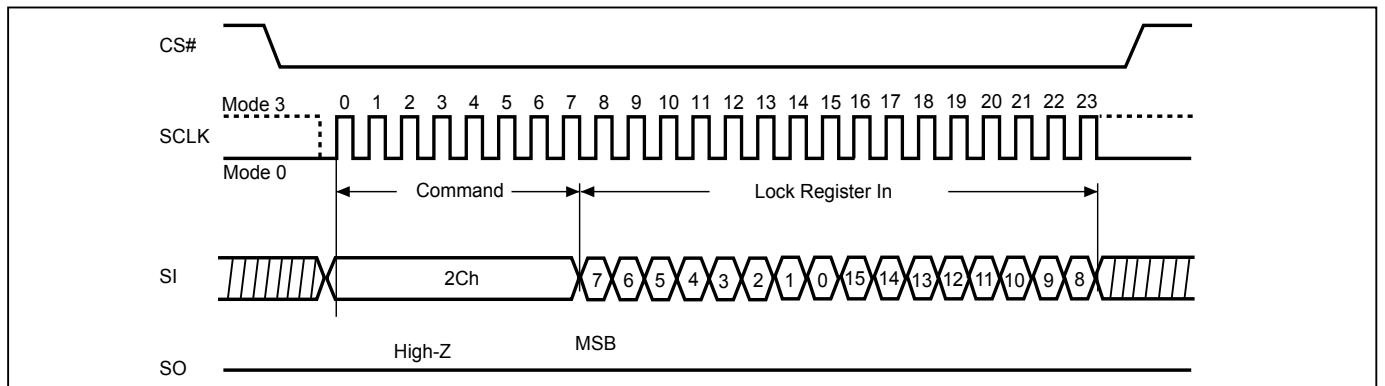 CS#
Mode 3 0 1 2 3 4 5 6 7 8 9 10 11 12 13 14 15 16 17 18 19 20 21 22 23
SCLK
Mode 0
Command Lock Register In
SI 2Ch 7 6 5 4 3 2 1 0 15 14 13 12 11 10 9 8
High-Z MSB
SO